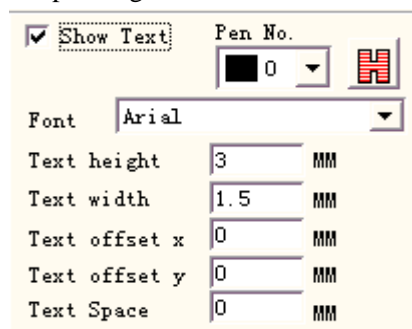 Show Text Pen No.
0
Font Arial
Text height 3 MM
Text width 1.5 MM
Text offset x 0 MM
Text offset y 0 MM
Text Space 0 MM